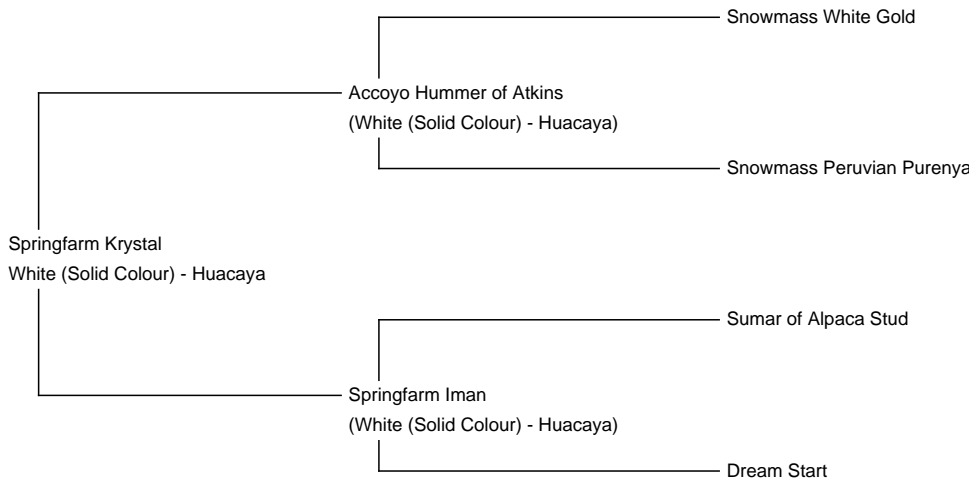 Snowmass White Gold
Accoyo Hummer of Atkins
(White (Solid Colour) - Huacaya)
Snowmass Peruvian Purenya
Springfarm Krystal
White (Solid Colour) - Huacaya
Sumar of Alpaca Stud
Springfarm Iman
(White (Solid Colour) - Huacaya)
Dream Start